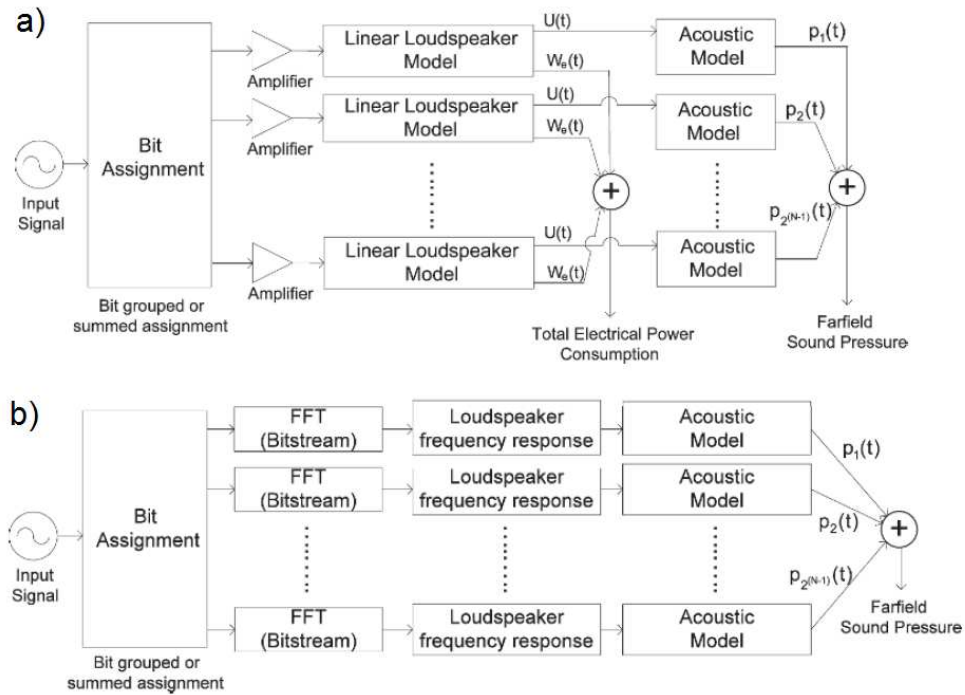 a)
Input
Signal
Bit
Assignment
Bit grouped or
summed assignment
Amplifier
Linear Loudspeaker
Model
U(t)
Wₑ(t)
Acoustic
Model
p₁(t)
Amplifier
Linear Loudspeaker
Model
U(t)
Wₑ(t)
Acoustic
Model
p₂(t)
+
+
Amplifier
Linear Loudspeaker
Model
U(t)
Wₑ(t)
Acoustic
Model
p₂(N-1)(t)
Total Electrical Power
Consumption
Farfield
Sound Pressure
b)
Input
Signal
Bit
Assignment
Bit grouped or
summed assignment
FFT
(Bitstream)
Loudspeaker
frequency response
Acoustic
Model
p₁(t)
FFT
(Bitstream)
Loudspeaker
frequency response
Acoustic
Model
p₂(t)
+
FFT
(Bitstream)
Loudspeaker
frequency response
Acoustic
Model
p₂(N-1)(t)
Farfield
Sound Pressure